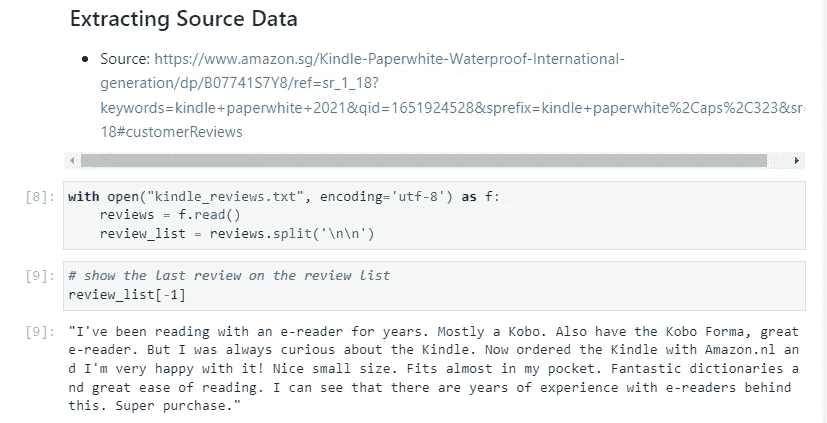 Extracting Source Data
• Source: https://www.amazon.sg/Kindle-Paperwhite-Waterproof-International-
generation/dp/B07741S7Y8/ref=sr_1_18?
keywords=kindle+paperwhite+2021&qid=1651924528&sprefix=kindle+paperwhite%2Caps%2C323&sr
18#customerReviews
[8]: with open("kindle_reviews.txt", encoding='utf-8') as f:
    reviews = f.read()
    review_list = reviews.split('\n\n')
[9]: # show the last review on the review list
review_list[-1]
[9]: "I've been reading with an e-reader for years. Mostly a Kobo. Also have the Kobo Forma, great
e-reader. But I was always curious about the Kindle. Now ordered the Kindle with Amazon.nl an
d I'm very happy with it! Nice small size. Fits almost in my pocket. Fantastic dictionaries a
nd great ease of reading. I can see that there are years of experience with e-readers behind
this. Super purchase."